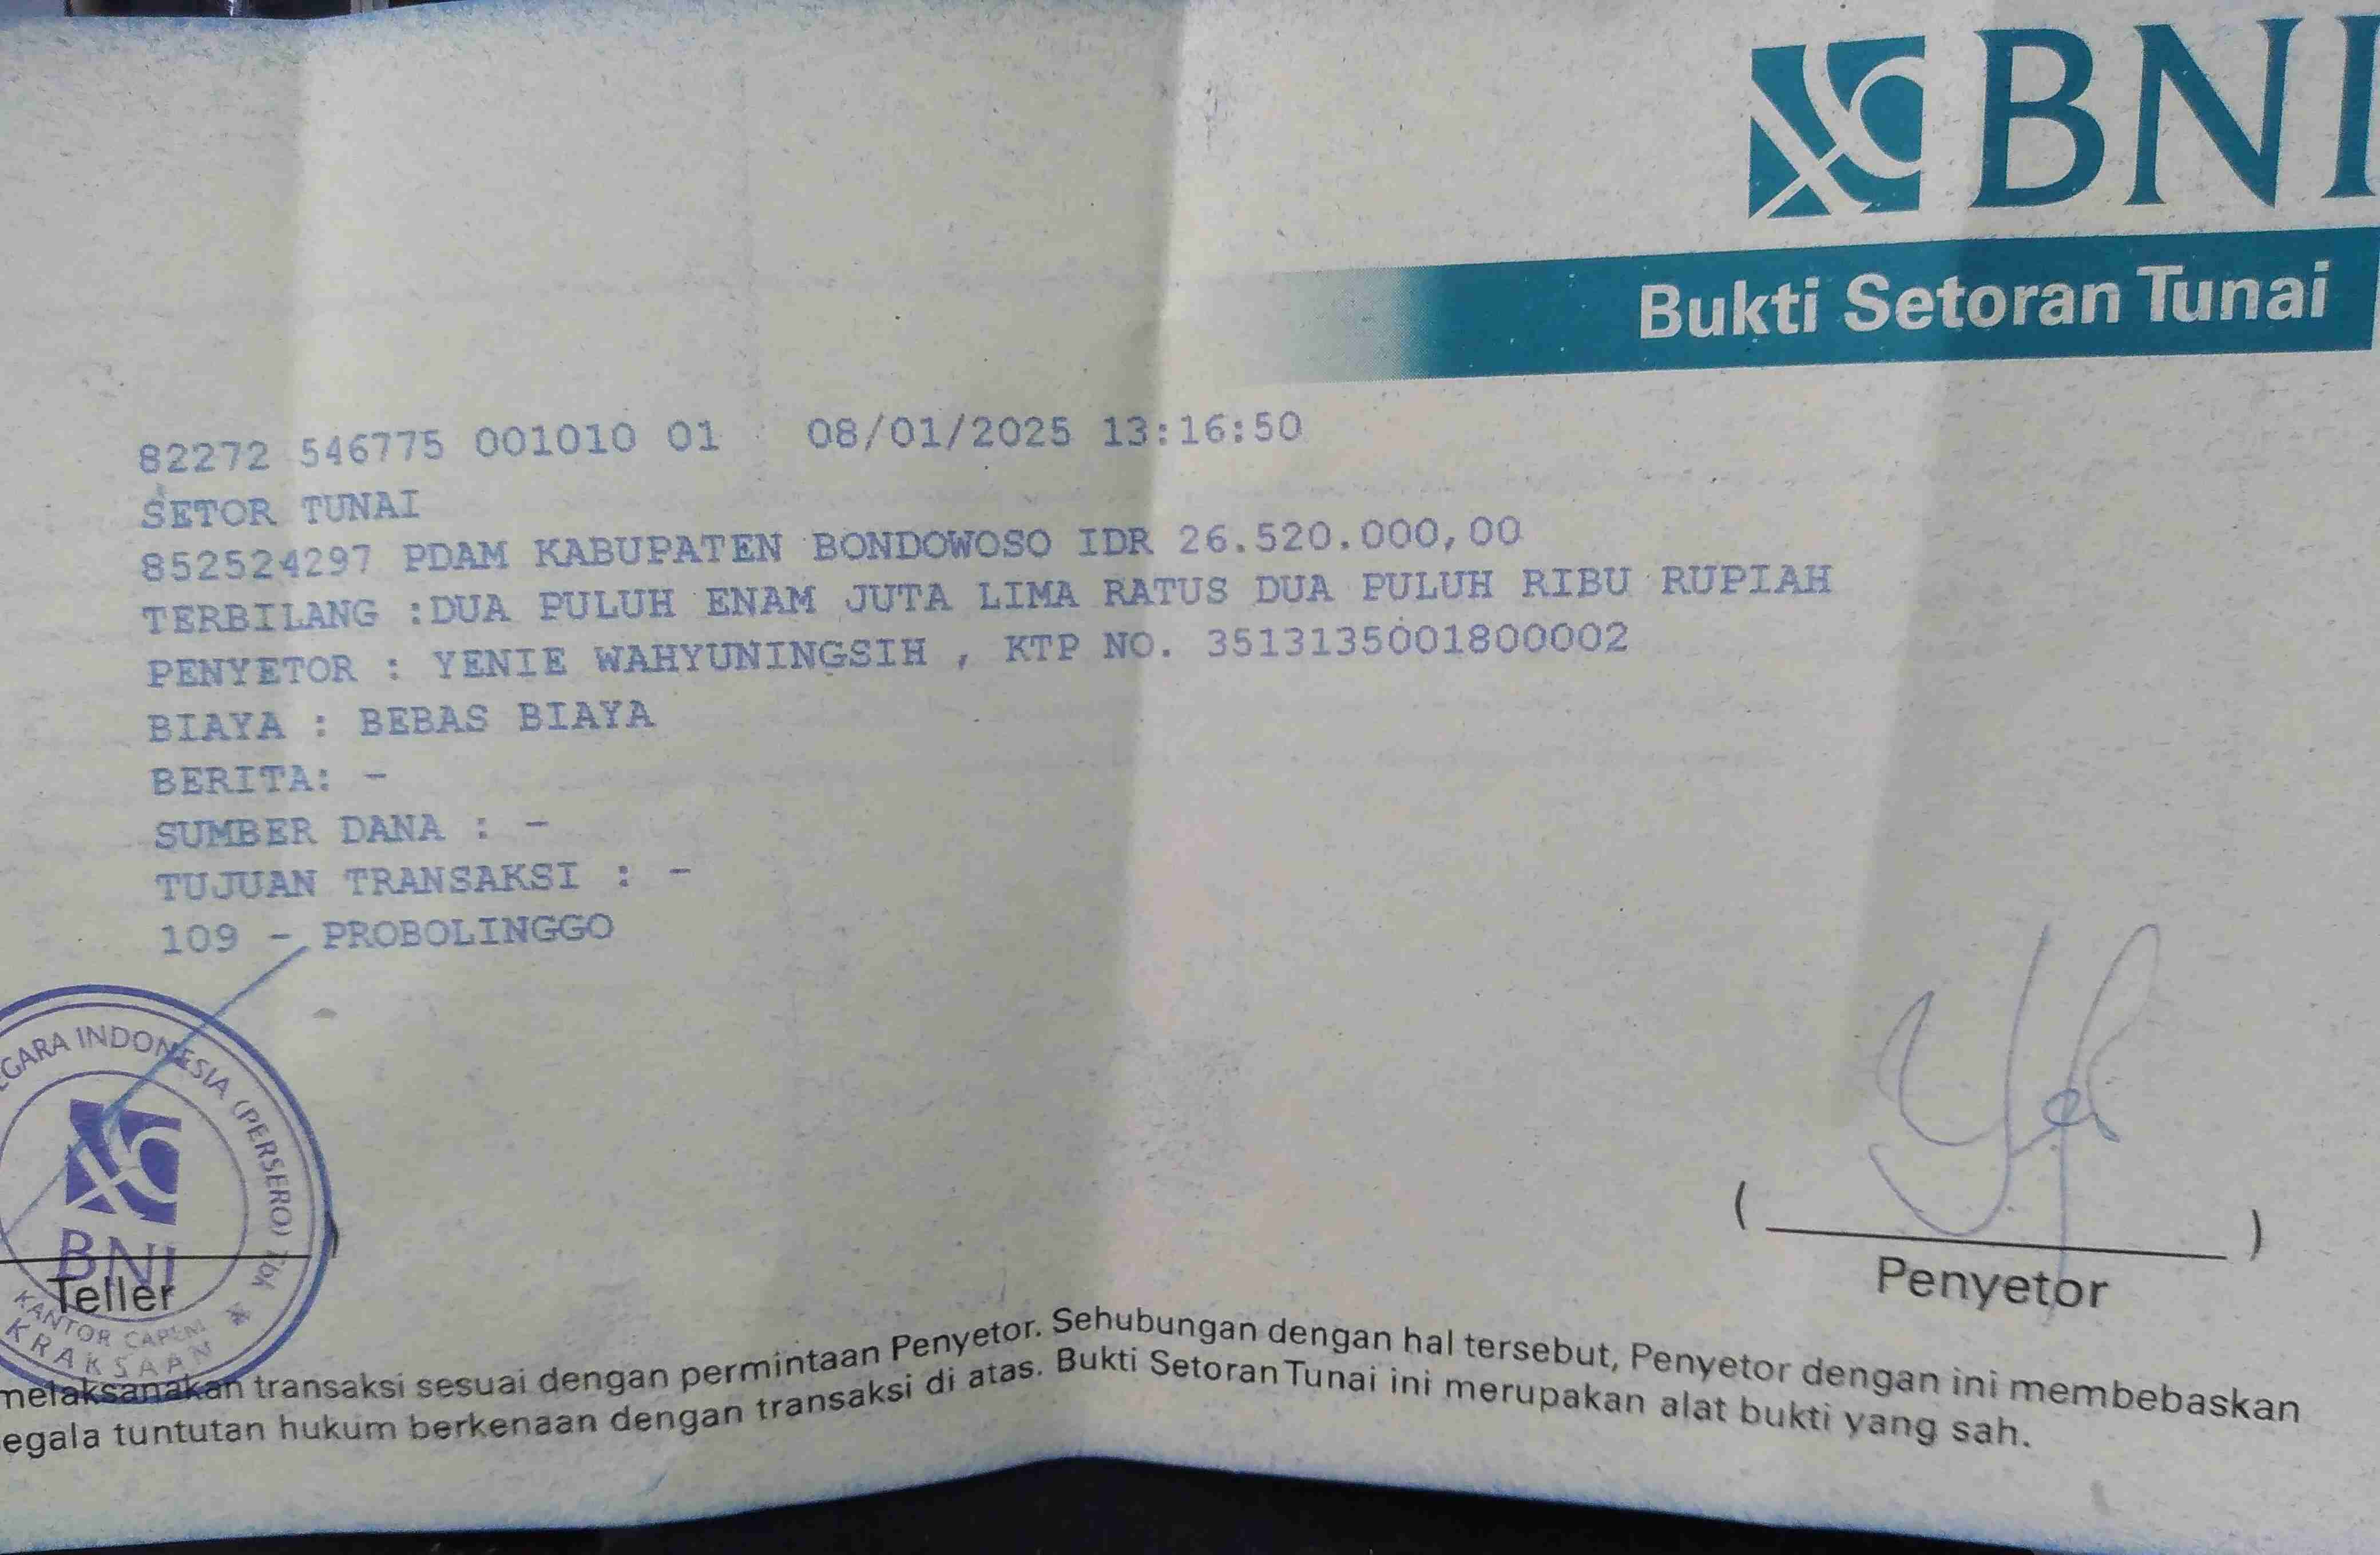 BNI
Bukti Setoran Tunai
82272 546775 001010 01 08/01/2025 13:16:50
SETOR TUNAI
852524297 PDAM KABUPATEN BONDOWOSO IDR 26.520.000,00
TERBILANG :DUA PULUH ENAM JUTA LIMA RATUS DUA PULUH RIBU RUPIAH
PENYETOR : YENIE WAHYUNINGSIH , KTP NO. 3513135001800002
BIAYA : BEBAS BIAYA
BERITA: -
SUMBER DANA : -
TUJUAN TRANSAKSI : -
109 - PROBOLINGGO
EGARA INDONESIA (PERSERO) Tbk
BNI
KANTOR CAPEM
KRAKSAAN
Teller
( )
Penyetor
melaksanakan transaksi sesuai dengan permintaan Penyetor. Sehubungan dengan hal tersebut, Penyetor dengan ini membebaskan
egala tuntutan hukum berkenaan dengan transaksi di atas. Bukti Setoran Tunai ini merupakan alat bukti yang sah.